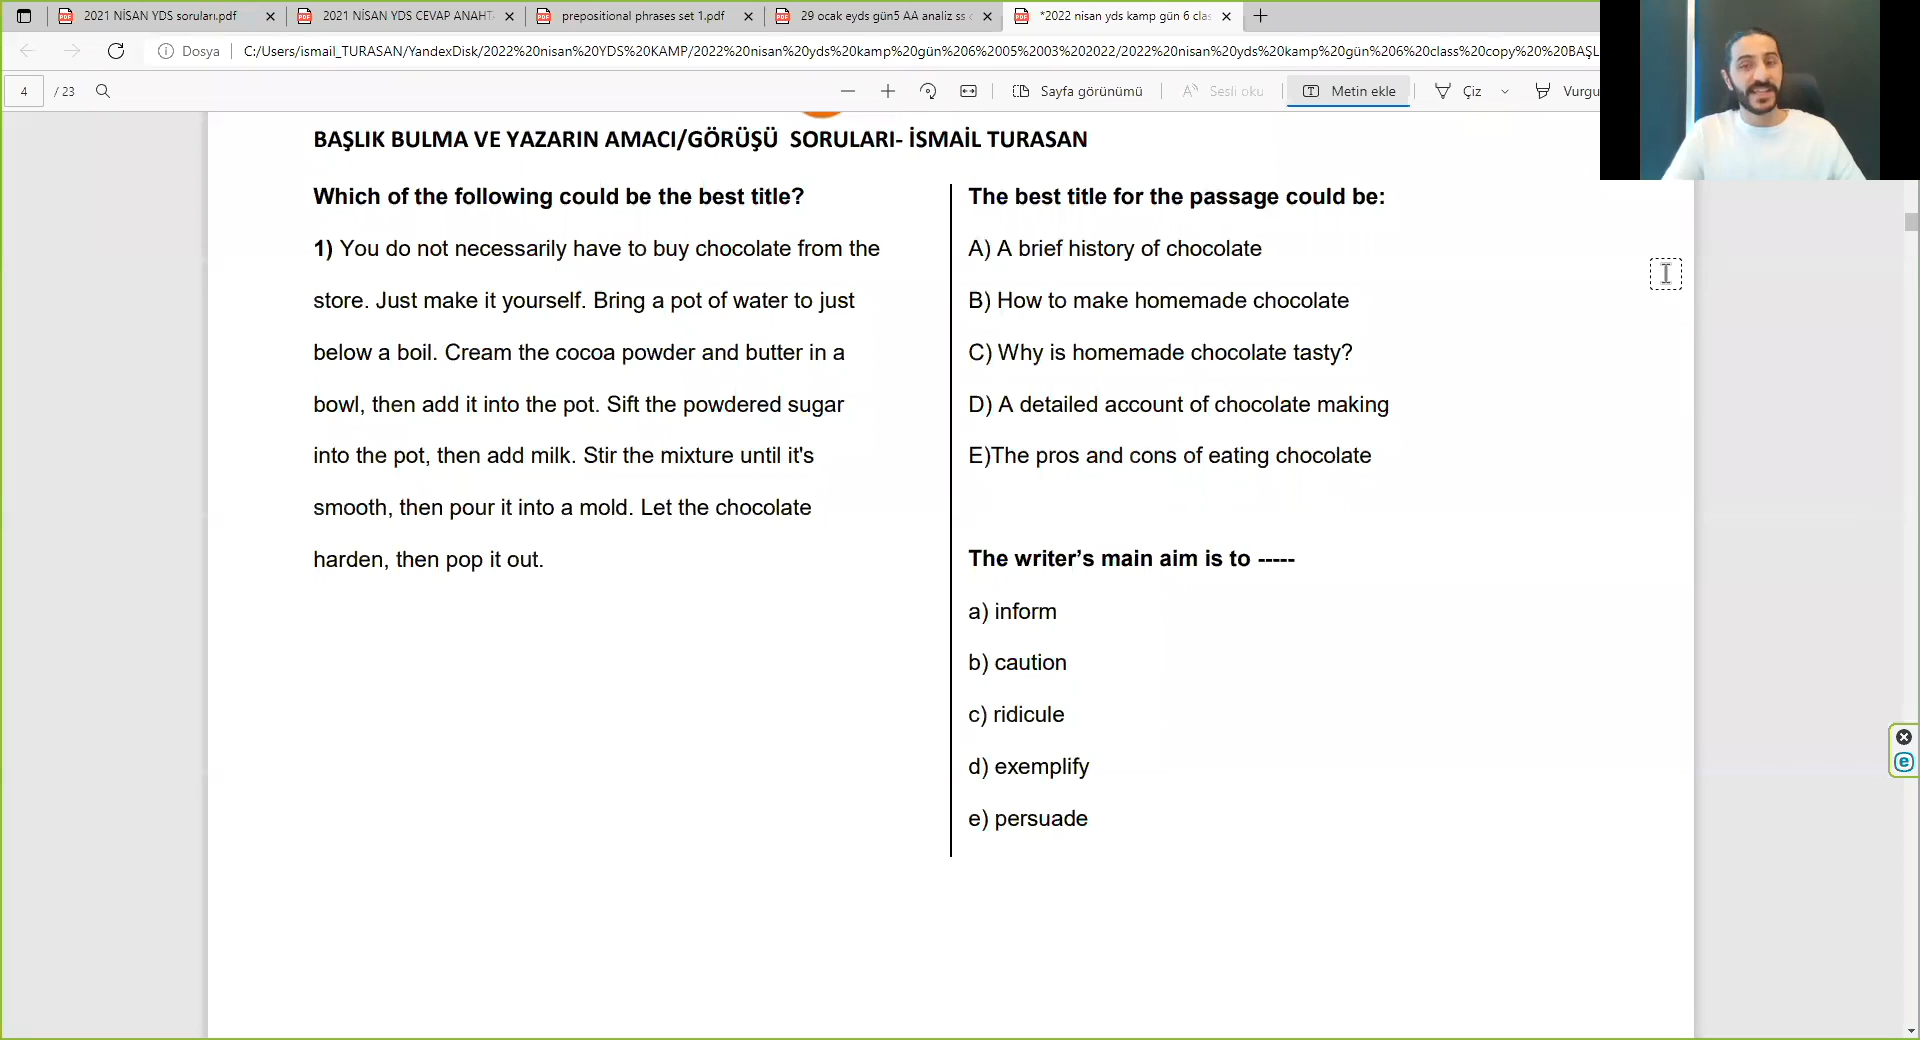 2021 NİSAN YDS soruları.pdf
2021 NİSAN YDS CEVAP ANAHT
prepositional phrases set 1.pdf
29 ocak eyds gün5 AA analiz ss
*2022 nisan yds kamp gün 6 clas
Dosya
C:/Users/ismail_TURASAN/YandexDisk/2022%20nisan%20YDS%20KAMP/2022%20nisan%20yds%20kamp%20gün%206%2005%2003%202022/2022%20nisan%20yds%20kamp%20gün%206%20class%20copy%20%20BAŞL
4
/ 23
Sayfa görünümü
Sesli oku
Metin ekle
Çiz
Vurgu
BAŞLIK BULMA VE YAZARIN AMACI/GÖRÜŞÜ SORULARI- İSMAİL TURASAN
Which of the following could be the best title?
1) You do not necessarily have to buy chocolate from the
store. Just make it yourself. Bring a pot of water to just
below a boil. Cream the cocoa powder and butter in a
bowl, then add it into the pot. Sift the powdered sugar
into the pot, then add milk. Stir the mixture until it's
smooth, then pour it into a mold. Let the chocolate
harden, then pop it out.
The best title for the passage could be:
A) A brief history of chocolate
B) How to make homemade chocolate
C) Why is homemade chocolate tasty?
D) A detailed account of chocolate making
E)The pros and cons of eating chocolate
The writer’s main aim is to -----
a) inform
b) caution
c) ridicule
d) exemplify
e) persuade